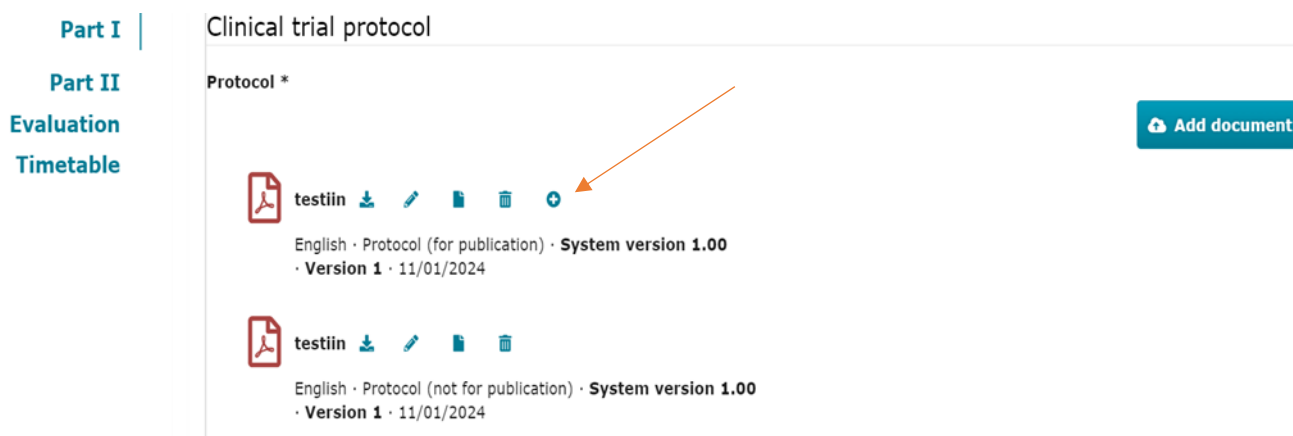 Part I
Part II
Evaluation
Timetable
Clinical trial protocol
Protocol *
Add document
testiin
English · Protocol (for publication) · System version 1.00
· Version 1 · 11/01/2024
testiin
English · Protocol (not for publication) · System version 1.00
· Version 1 · 11/01/2024